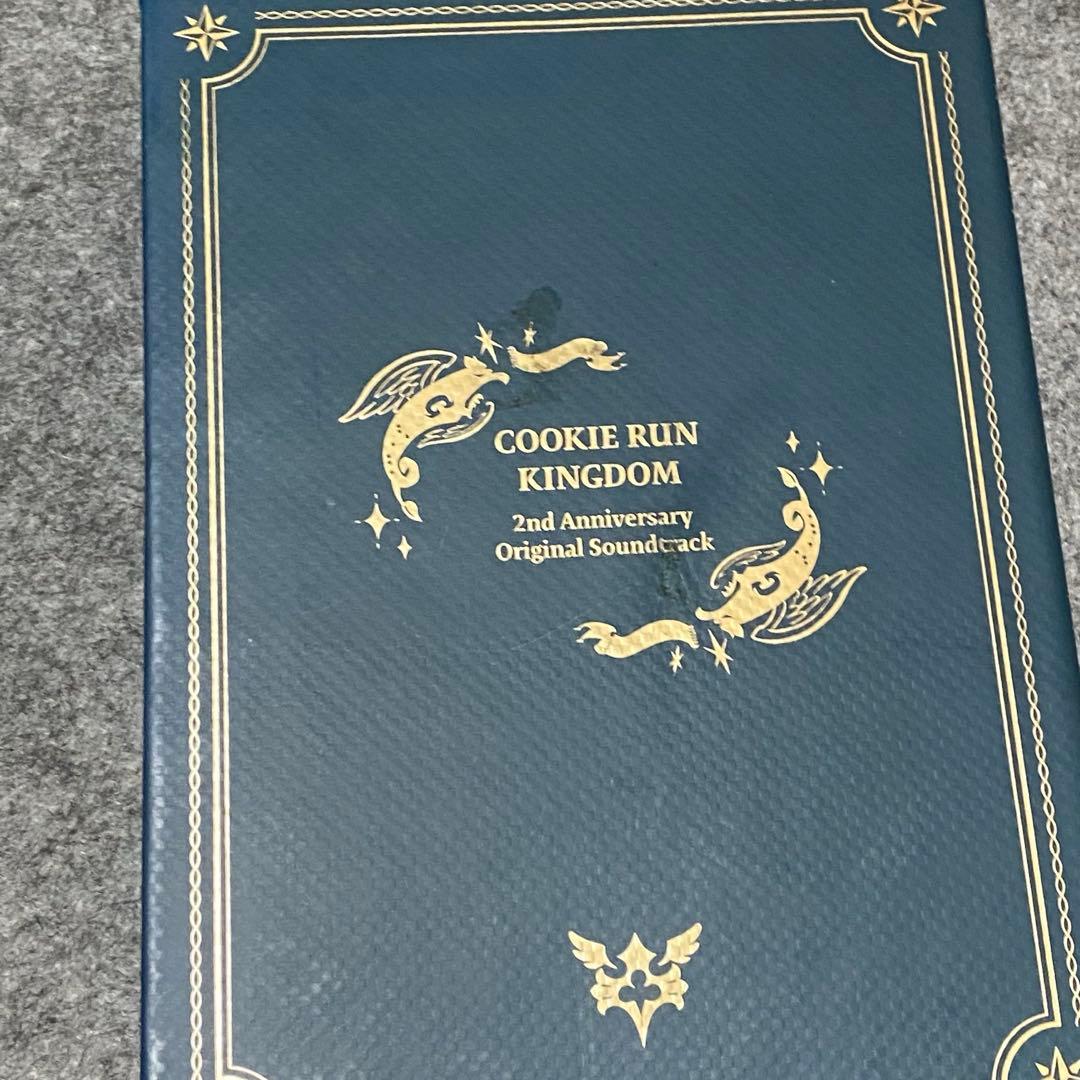 COOKIE RUN
KINGDOM
2nd Anniversary
Original Soundtrack